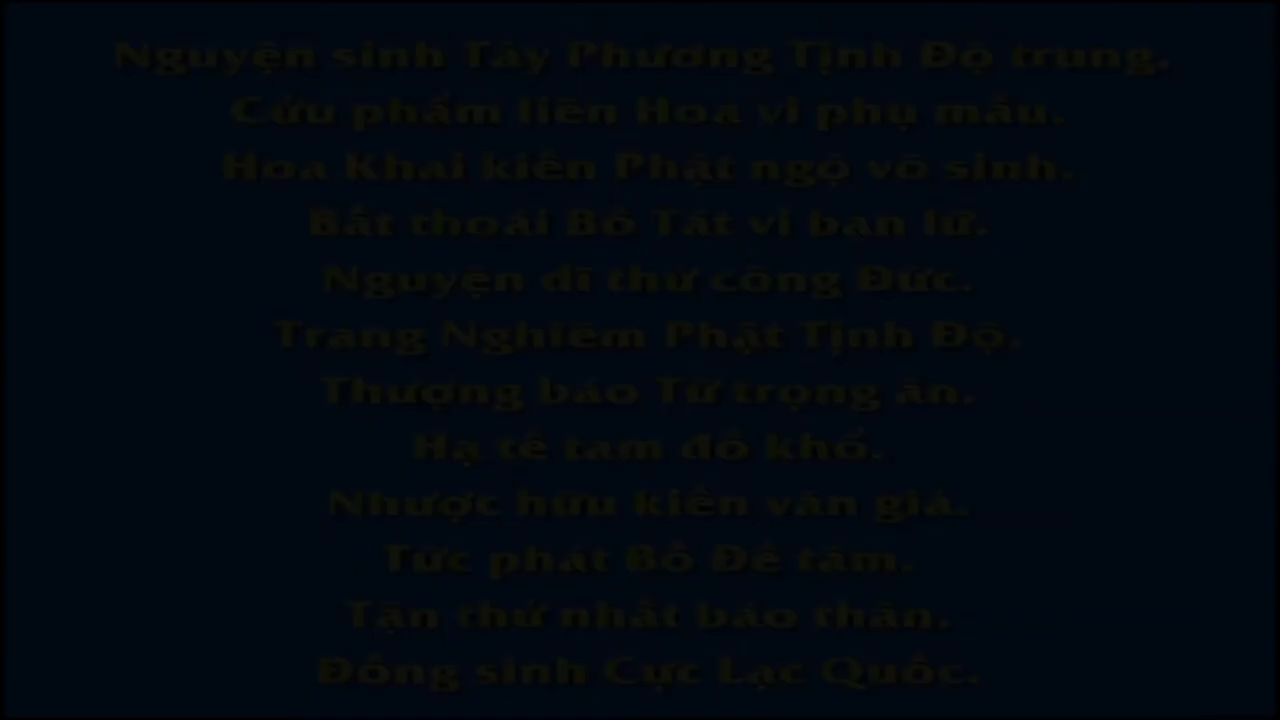 Nguyện sinh Tây Phương Tịnh Độ trung.
Cửu phẩm liên Hoa vi phụ mẫu.
Hoa Khai kiến Phật ngộ vô sinh.
Bất thoái Bồ Tát vi bạn lữ.
Nguyện dĩ thử công Đức.
Trang Nghiêm Phật Tịnh Độ.
Thượng báo Tứ trọng ân.
Hạ tế tam đồ khổ.
Nhược hữu kiến văn giả.
Tức phát Bồ Đề tâm.
Tận thử nhất báo thân.
Đồng sinh Cực Lạc Quốc.